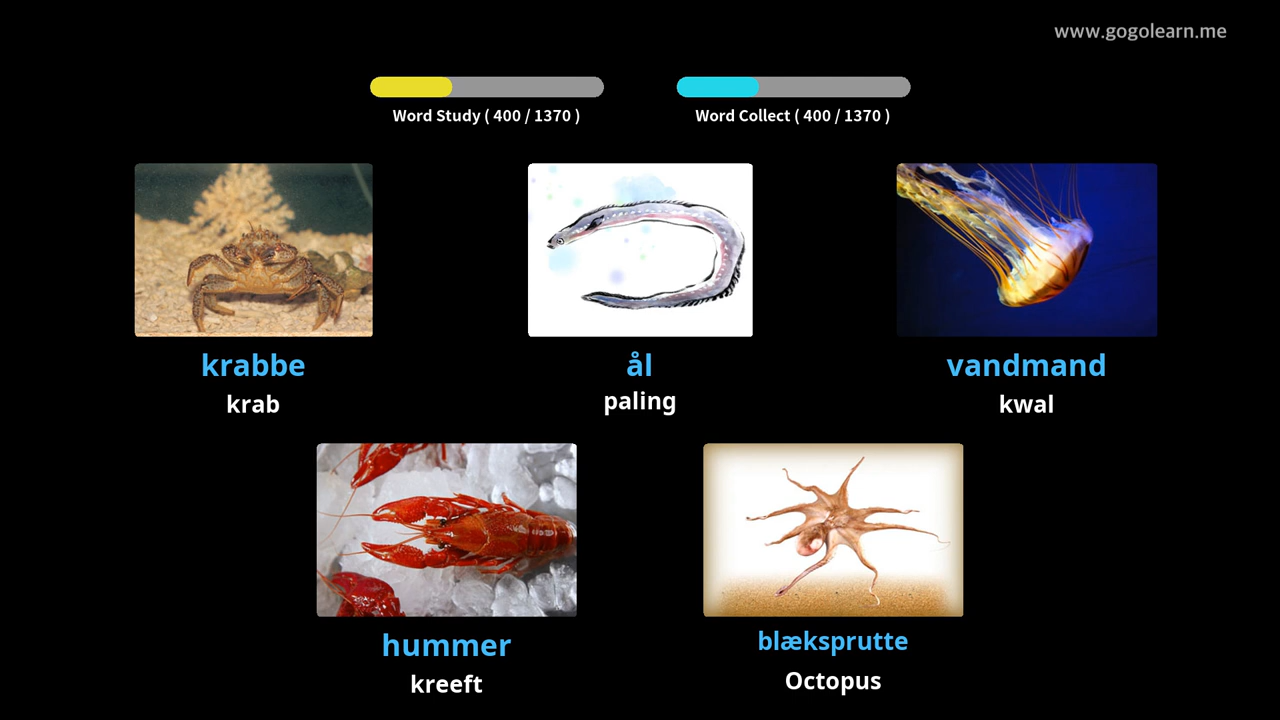 www.gogolearn.me
Word Study ( 400 / 1370 )
Word Collect ( 400 / 1370 )
krabbe
krab
ål
paling
vandmand
kwal
hummer
kreeft
blæksprutte
Octopus